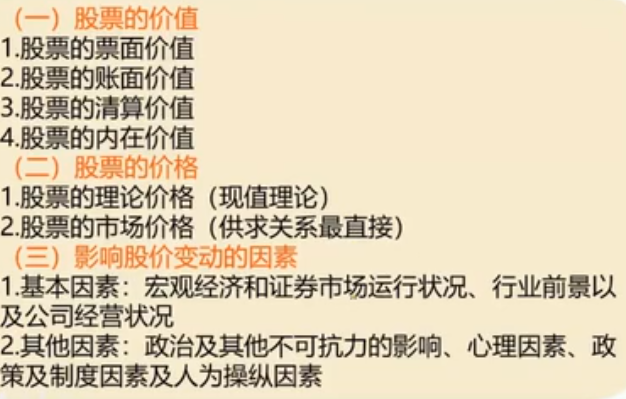 （一）股票的价值
1.股票的票面价值
2.股票的账面价值
3.股票的清算价值
4.股票的内在价值
（二）股票的价格
1.股票的理论价格（现值理论）
2.股票的市场价格（供求关系最直接）
（三）影响股价变动的因素
1.基本因素：宏观经济和证券市场运行状况、行业前景以
及公司经营状况
2.其他因素：政治及其他不可抗力的影响、心理因素、政
策及制度因素及人为操纵因素